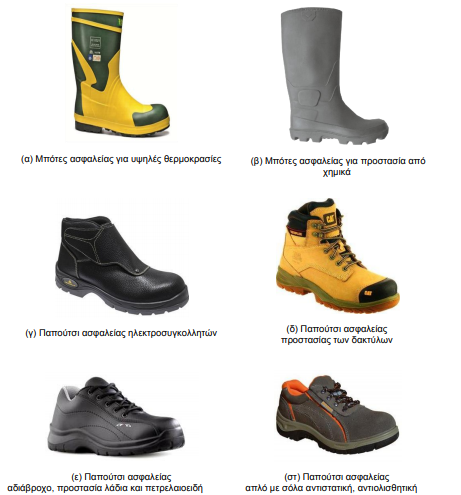 (α) Μπότες ασφαλείας για υψηλές θερμοκρασίες
(β) Μπότες ασφαλείας για προστασία από
χημικά
CAT
(γ) Παπούτσι ασφαλείας ηλεκτροσυγκολλητών
(δ) Παπούτσι ασφαλείας
προστασίας των δακτύλων
(ε) Παπούτσι ασφαλείας
αδιάβροχο, προστασία λάδια και πετρελαιοειδή
(στ) Παπούτσι ασφαλείας
απλό με σόλα αντιστατική, αντιολισθητική